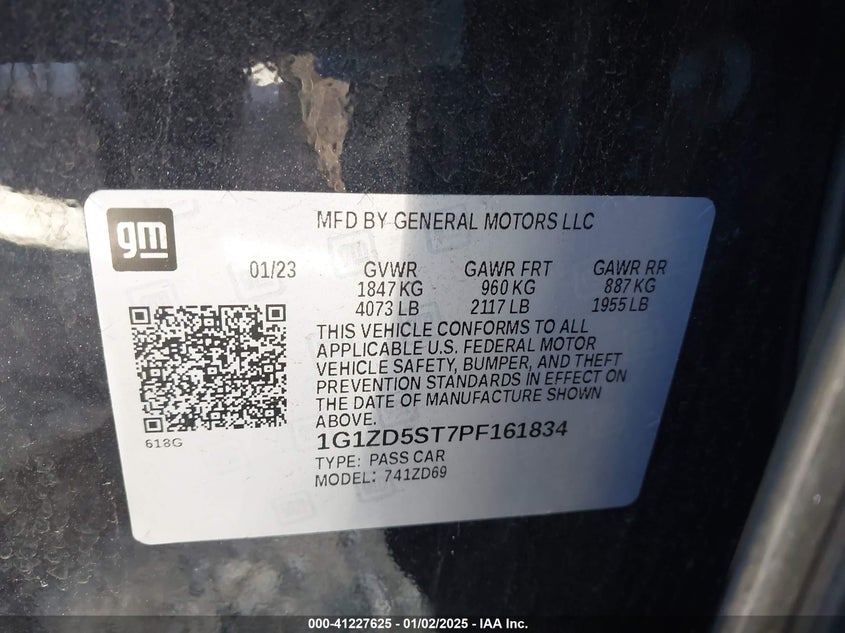 gm
MFD BY GENERAL MOTORS LLC
01/23 GVWR GAWR FRT GAWR RR
1847 KG 960 KG 887 KG
4073 LB 2117 LB 1955 LB
THIS VEHICLE CONFORMS TO ALL
APPLICABLE U.S. FEDERAL MOTOR
VEHICLE SAFETY, BUMPER, AND THEFT
PREVENTION STANDARDS IN EFFECT ON
THE DATE OF MANUFACTURE SHOWN
ABOVE.
618G
1G1ZD5ST7PF161834
TYPE: PASS CAR
MODEL: 741ZD69
000-41227625 - 01/02/2025 - IAA Inc.